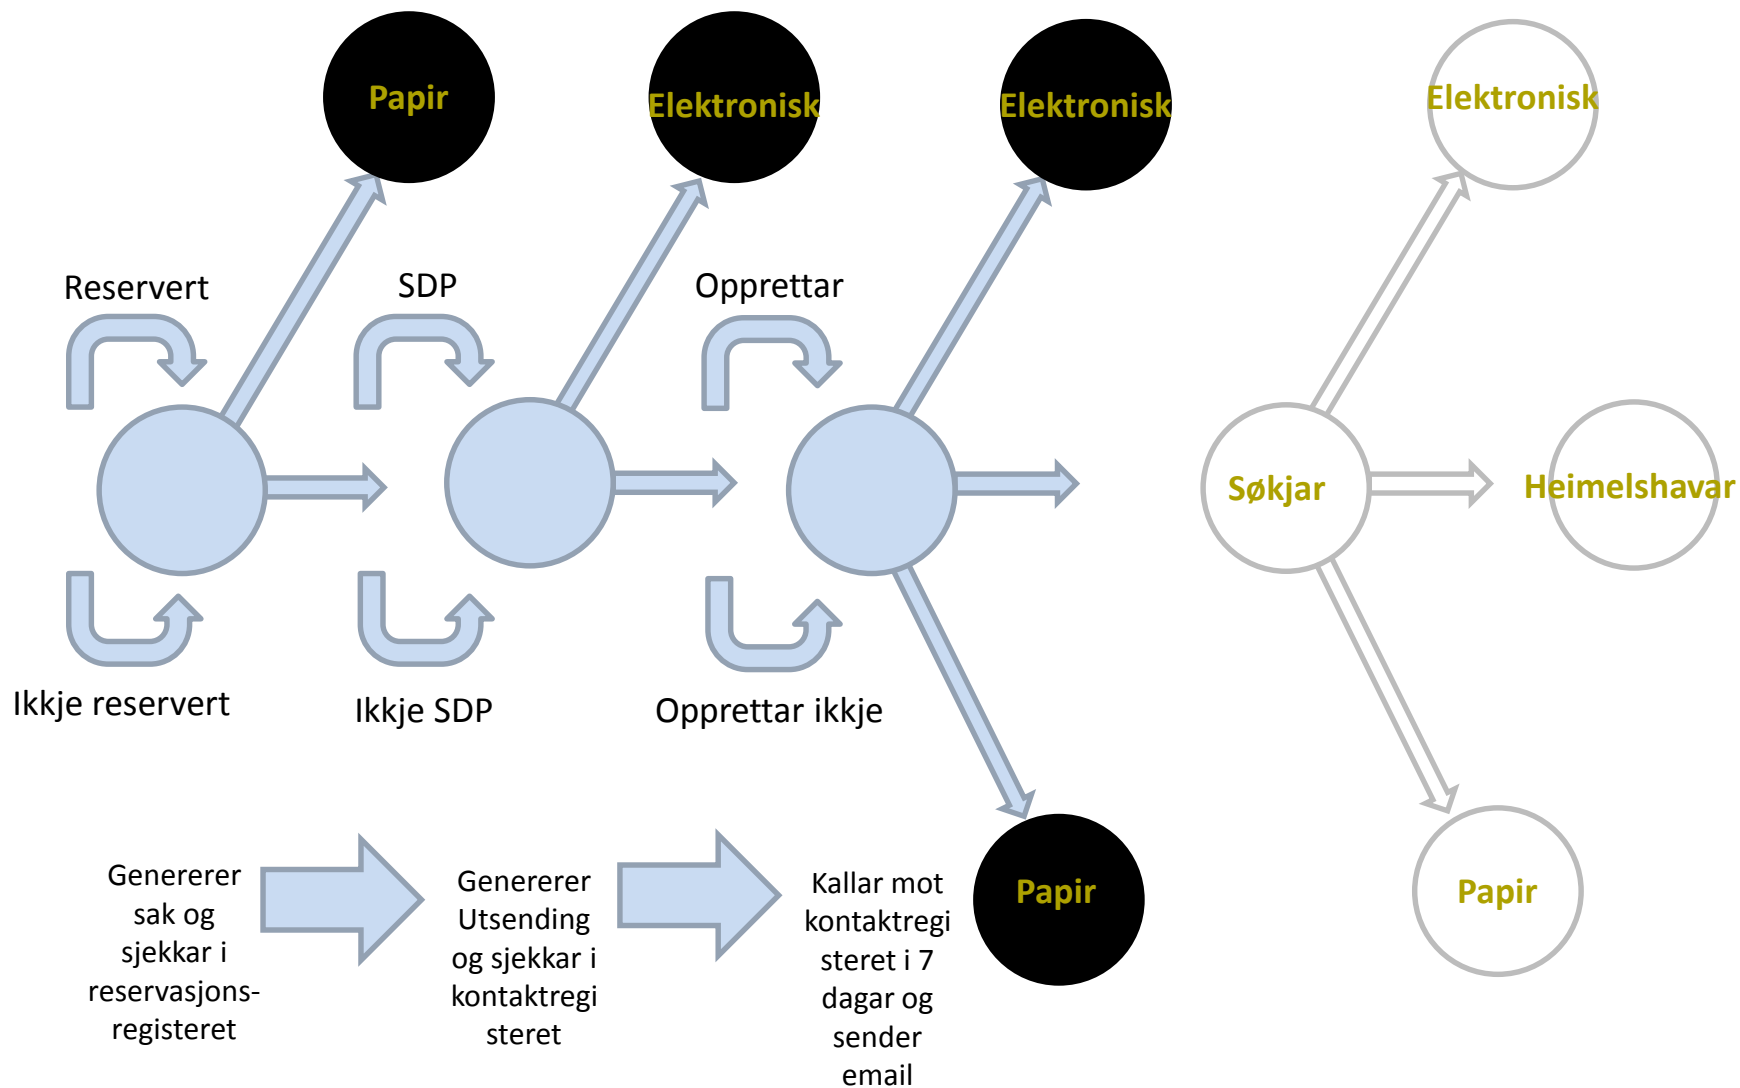 Papir
Elektronisk
Elektronisk
Elektronisk
Reservert
SDP
Opprettar
Søkjar
Heimelshavar
Ikkje reservert
Ikkje SDP
Opprettar ikkje
Genererer
sak og
sjekkar i
reservasjons-
registeret
Genererer
Utsending
og sjekkar i
kontaktregi
steret
Kallar mot
kontaktregi
steret i 7
dagar og
sender
email
Papir
Papir